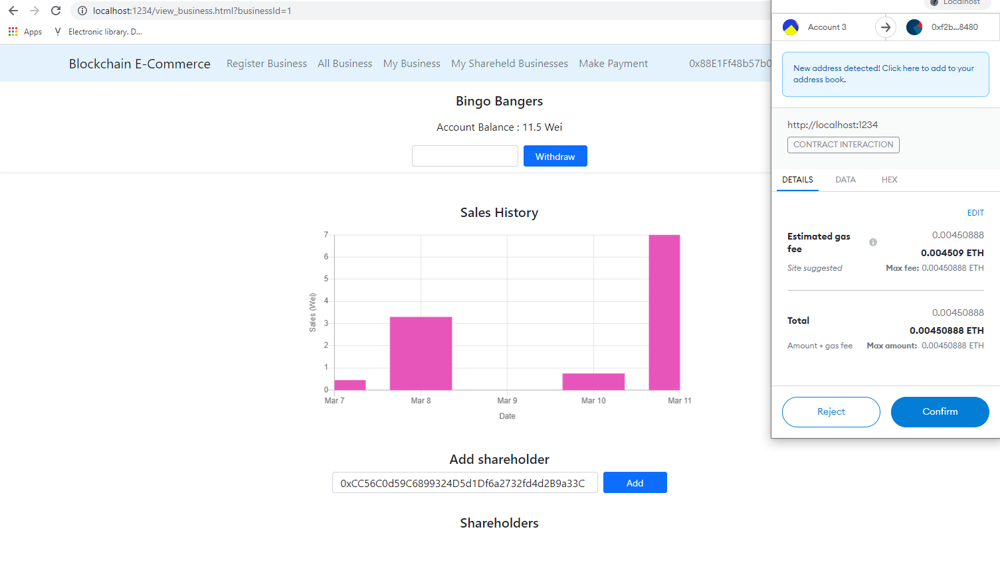 localhost:1234/view_business.html?businessId=1
Apps
Electronic library. D...
Blockchain E-Commerce
Register Business
All Business
My Business
My Shareheld Businesses
Make Payment
0x88E1Ff48b57b0
Bingo Bangers
Account Balance : 11.5 Wei
Withdraw
Sales History
7
6
5
4
3
2
1
0
Sales (Wei)
Mar 7
Mar 8
Mar 9
Mar 10
Mar 11
Date
Add shareholder
0xCC56C0d59C6899324D5d1Df6a2732fd4d2B9a33C
Add
Shareholders
Localhost
Account 3
0xf2b...8480
New address detected! Click here to add to your
address book.
http://localhost:1234
CONTRACT INTERACTION
DETAILS
DATA
HEX
EDIT
Estimated gas
fee
0.00450888
0.004509 ETH
Site suggested
Max fee: 0.00450888 ETH
Total
0.00450888
0.00450888 ETH
Amount + gas fee
Max amount: 0.00450888 ETH
Reject
Confirm